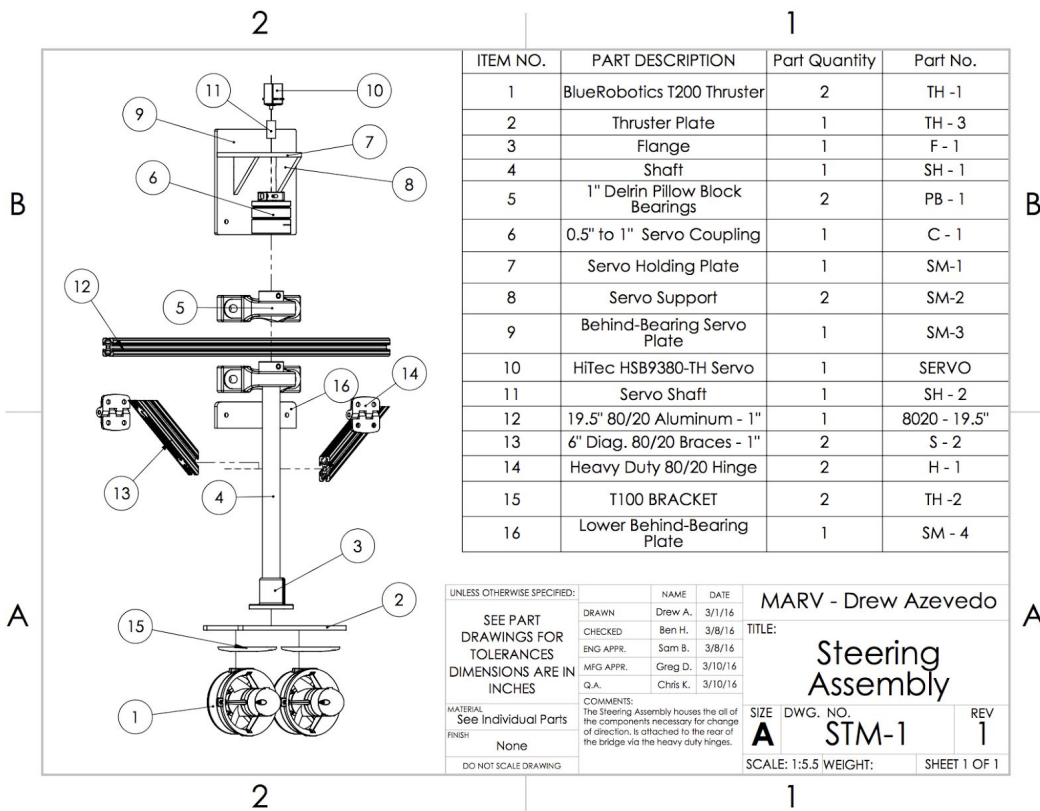 2 1
ITEM NO. PART DESCRIPTION Part Quantity Part No.
1 BlueRobotics T200 Thruster 2 TH -1
2 Thruster Plate 1 TH - 3
3 Flange 1 F - 1
4 Shaft 1 SH - 1
5 1" Delrin Pillow Block
Bearings 2 PB - 1
6 0.5" to 1" Servo Coupling 1 C - 1
7 Servo Holding Plate 1 SM-1
8 Servo Support 2 SM-2
9 Behind-Bearing Servo
Plate 1 SM-3
10 HiTec HSB9380-TH Servo 1 SERVO
11 Servo Shaft 1 SH - 2
12 19.5" 80/20 Aluminum - 1" 1 8020 - 19.5"
13 6" Diag. 80/20 Braces - 1" 2 S - 2
14 Heavy Duty 80/20 Hinge 2 H - 1
15 T100 BRACKET 2 TH -2
16 Lower Behind-Bearing
Plate 1 SM - 4
11 10
9
7
6 8
B B
12
5
14
16
13 4
3
2
15
1
A A
UNLESS OTHERWISE SPECIFIED:
SEE PART
DRAWINGS FOR
TOLERANCES
DIMENSIONS ARE IN
INCHES
MATERIAL
See Individual Parts
FINISH
None
DO NOT SCALE DRAWING
NAME DATE
DRAWN Drew A. 3/1/16
CHECKED Ben H. 3/8/16
ENG APPR. Sam B. 3/8/16
MFG APPR. Greg D. 3/10/16
Q.A. Chris K. 3/10/16
COMMENTS:
The Steering Assembly houses the all of
the components necessary for change
of direction. Is attached to the rear of
the bridge via the heavy duty hinges.
MARV - Drew Azevedo
TITLE:
Steering
Assembly
SIZE DWG. NO. REV
A STM-1 1
SCALE: 1:5.5 WEIGHT: SHEET 1 OF 1
2 1